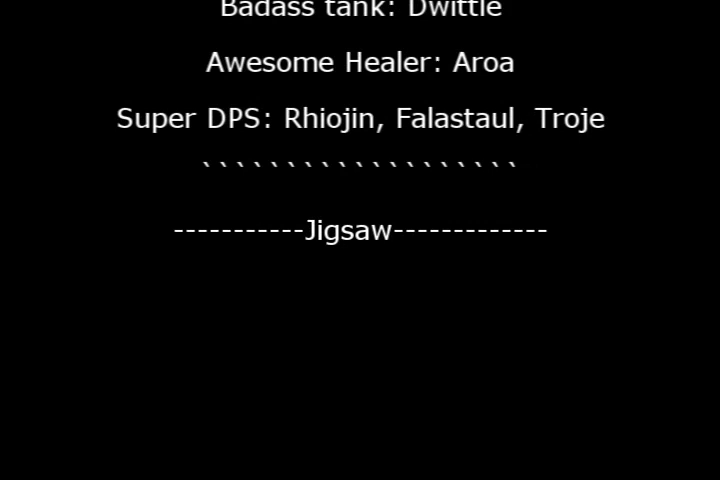 Badass tank: Dwittle
Awesome Healer: Aroa
Super DPS: Rhiojin, Falastaul, Troje
```````````````````
-----------Jigsaw-------------